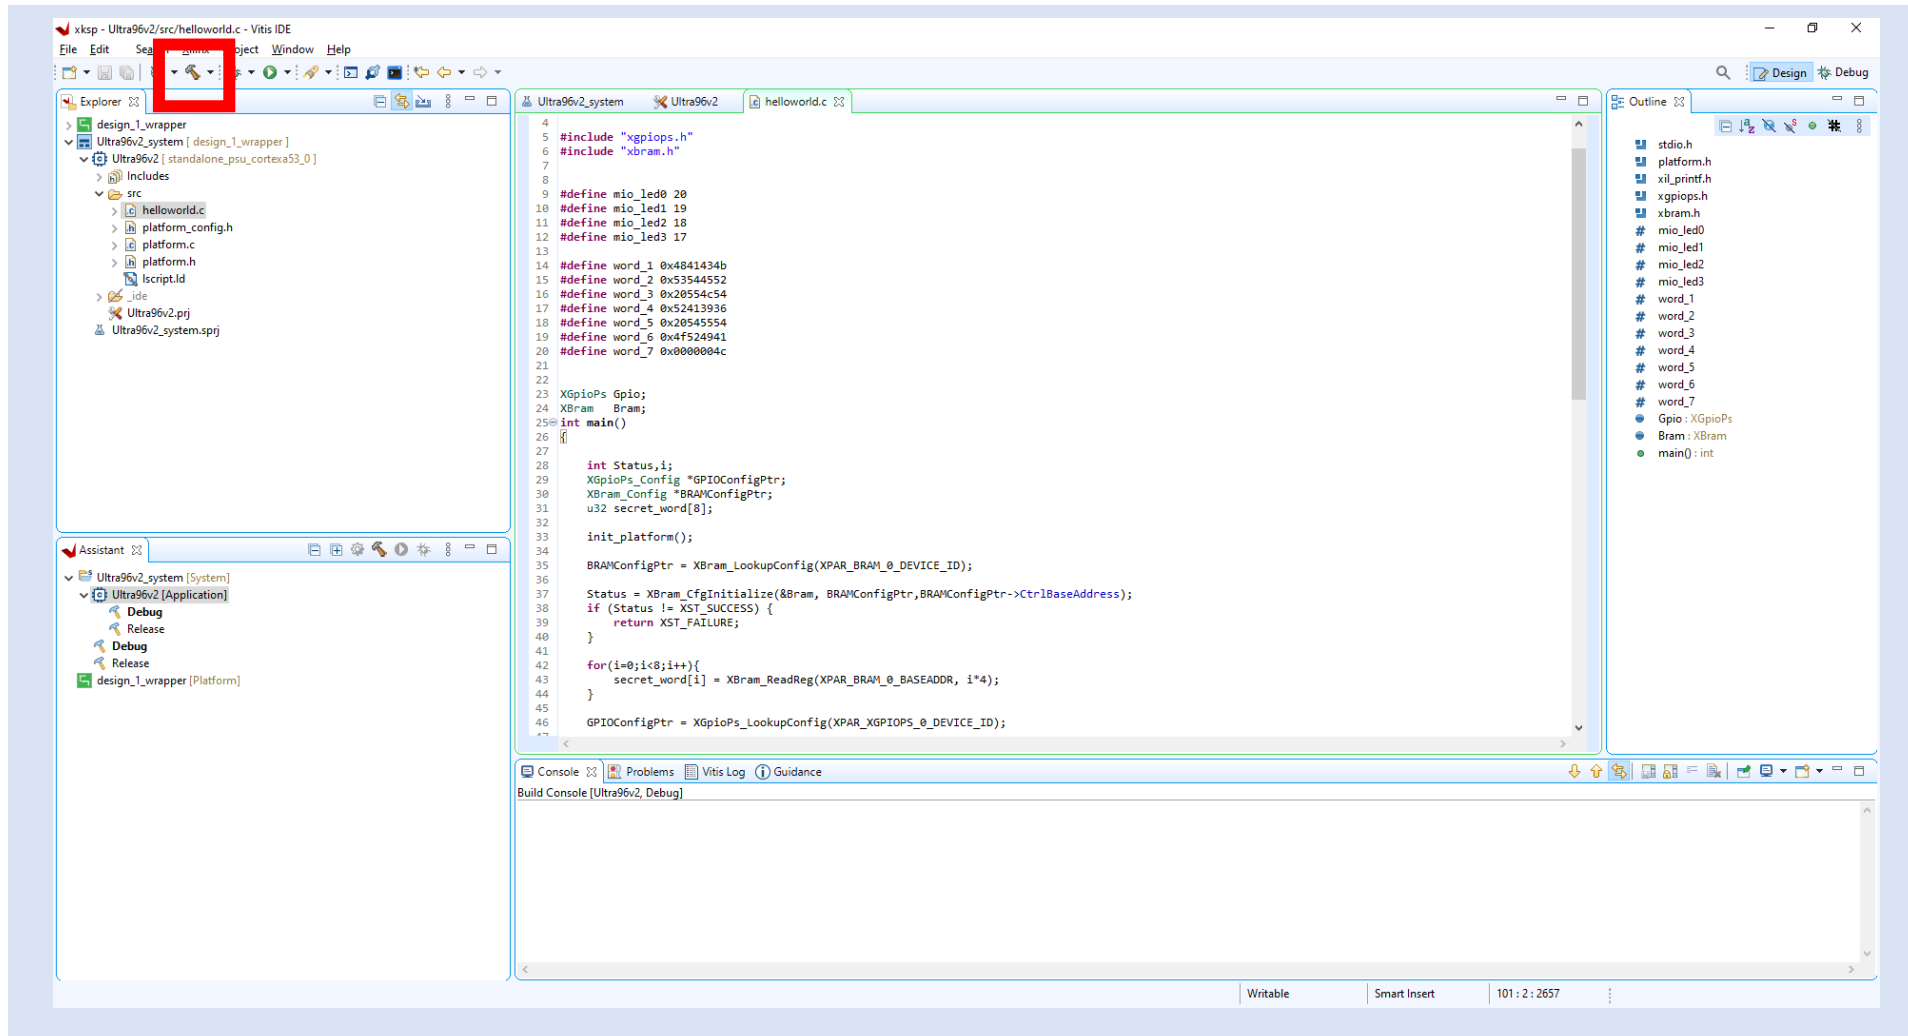 xksp - Ultra96v2/src/helloworld.c - Vitis IDE
File Edit Window Help
Design Debug
Explorer
design_1_wrapper
Ultra96v2_system [ design_1_wrapper ]
Ultra96v2 [ standalone_psu_cortexa53_0 ]
Includes
src
helloworld.c
platform_config.h
platform.c
platform.h
lscript.ld
_ide
Ultra96v2.prj
Ultra96v2_system.sprj
Assistant
Ultra96v2_system [System]
Ultra96v2 [Application]
Debug
Release
Debug
Release
design_1_wrapper [Platform]
Ultra96v2_system Ultra96v2 helloworld.c
4
5 #include "xgpiops.h"
6 #include "xbram.h"
7
8
9 #define mio_led0 20
10 #define mio_led1 19
11 #define mio_led2 18
12 #define mio_led3 17
13
14 #define word_1 0x4841434b
15 #define word_2 0x53544552
16 #define word_3 0x20554c54
17 #define word_4 0x52413936
18 #define word_5 0x20545554
19 #define word_6 0x4f524941
20 #define word_7 0x0000004c
21
22
23 XGpioPs Gpio;
24 XBram Bram;
25 int main()
26 {
27
28 int Status,i;
29 XGpioPs_Config *GPIOConfigPtr;
30 XBram_Config *BRAMConfigPtr;
31 u32 secret_word[8];
32
33 init_platform();
34
35 BRAMConfigPtr = XBram_LookupConfig(XPAR_BRAM_0_DEVICE_ID);
36
37 Status = XBram_CfgInitialize(&Bram, BRAMConfigPtr,BRAMConfigPtr->CtrlBaseAddress);
38 if (Status != XST_SUCCESS) {
39 return XST_FAILURE;
40 }
41
42 for(i=0;i<8;i++){
43 secret_word[i] = XBram_ReadReg(XPAR_BRAM_0_BASEADDR, i*4);
44 }
45
46 GPIOConfigPtr = XGpioPs_LookupConfig(XPAR_XGPIOPS_0_DEVICE_ID);
Outline
stdio.h
platform.h
xil_printf.h
xgpiops.h
xbram.h
mio_led0
mio_led1
mio_led2
mio_led3
word_1
word_2
word_3
word_4
word_5
word_6
word_7
Gpio : XGpioPs
Bram : XBram
main() : int
Console Problems Vitis Log Guidance
Build Console [Ultra96v2, Debug]
Writable Smart Insert 101 : 2 : 2657